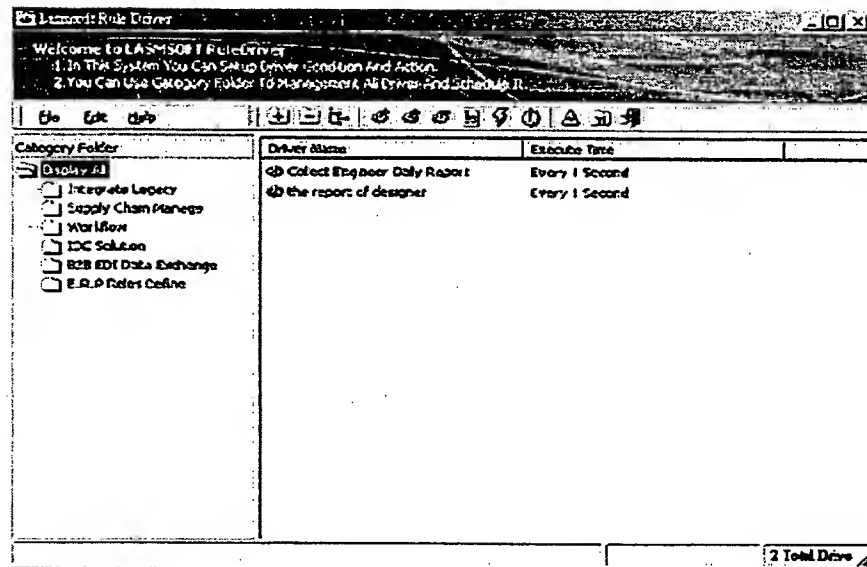 Lasmsoft Rule Driver
Welcome to LASMSOFT RuleDriver
1. In This System You Can Setup Driver Condition And Action.
2. You Can Use Category Folder To Management All Driver And Schedule It.
File Edit Help
Category Folder
Driver Name Execute Time
Display All
Colect Engineer Daily Report Every 1 Second
Integrate Legacy
the report of designer Every 1 Second
Supply Chain Manage
Workflow
IDC Solution
B2B EDI Data Exchange
E.R.P Rules Define
2 Total Drive